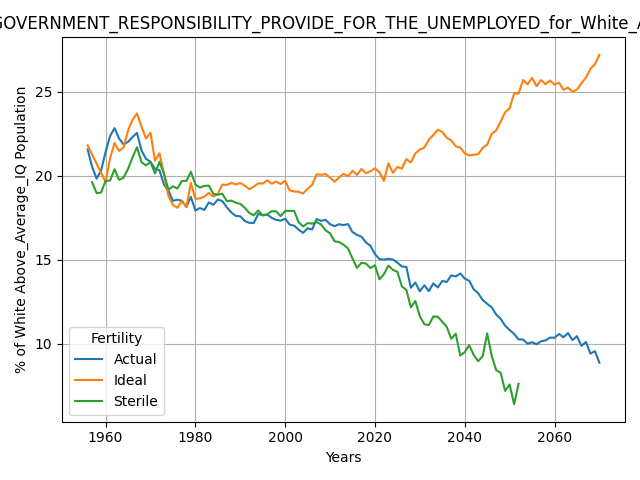 GOVERNMENT_RESPONSIBILITY_PROVIDE_FOR_THE_UNEMPLOYED_for_White_A
% of White Above_Average_IQ Population
25
20
15
10
Fertility
Actual
Ideal
Sterile
1960 1980 2000 2020 2040 2060
Years